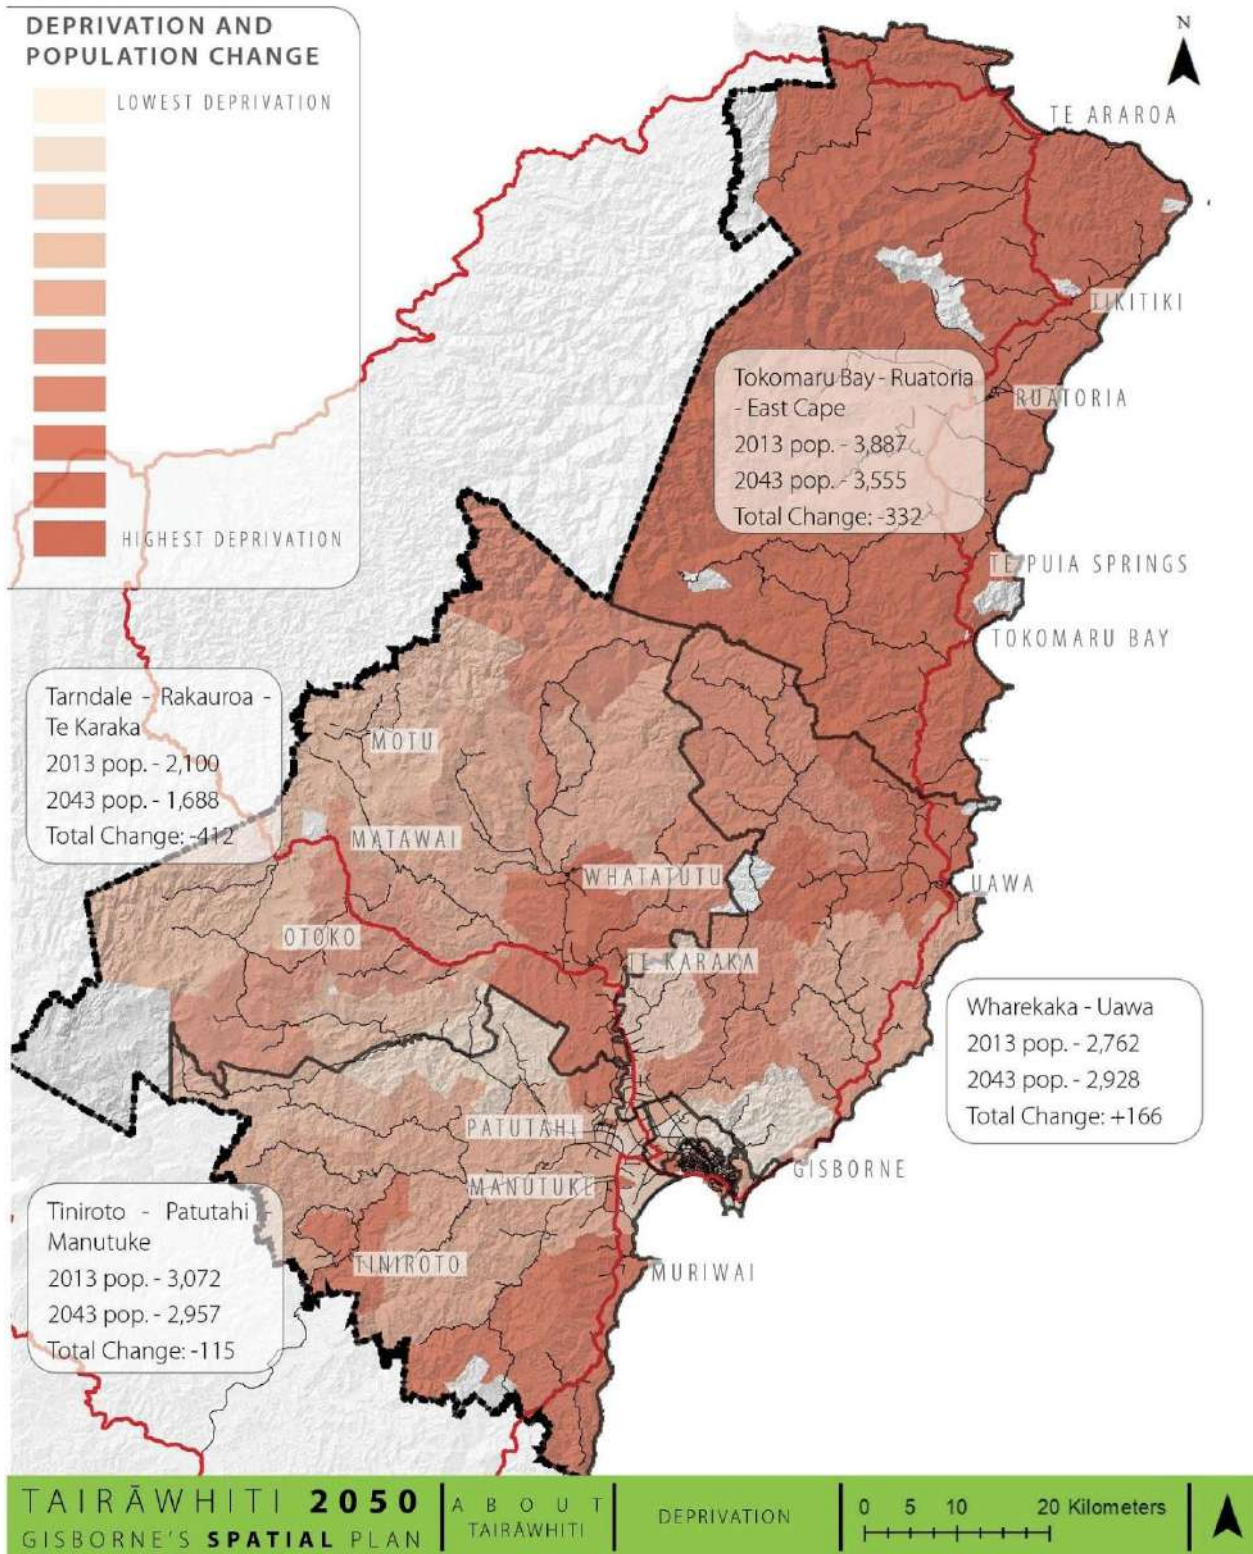 DEPRIVATION AND
POPULATION CHANGE
LOWEST DEPRIVATION
HIGHEST DEPRIVATION
N
TE ARAROA
TIKITIKI
Tokomaru Bay - Ruatoria
- East Cape
2013 pop. - 3,887
2043 pop. - 3,555
Total Change: -332
RUATORIA
TE PUIA SPRINGS
TOKOMARU BAY
Tarndale - Rakauroa -
Te Karaka
2013 pop. - 2,100
2043 pop. - 1,688
Total Change: -412
MOTU
MATAWAI
WHATATUTU
UAWA
OTOKO
TE KARAKA
Wharekaka - Uawa
2013 pop. - 2,762
2043 pop. - 2,928
Total Change: +166
PATUTAHI
GISBORNE
MANUTUKE
Tiniroto - Patutahi -
Manutuke
2013 pop. - 3,072
2043 pop. - 2,957
Total Change: -115
TINIROTO
MURIWAI
TAIRĀWHITI 2050
GISBORNE'S SPATIAL PLAN
ABOUT
TAIRĀWHITI
DEPRIVATION
0 5 10 20 Kilometers